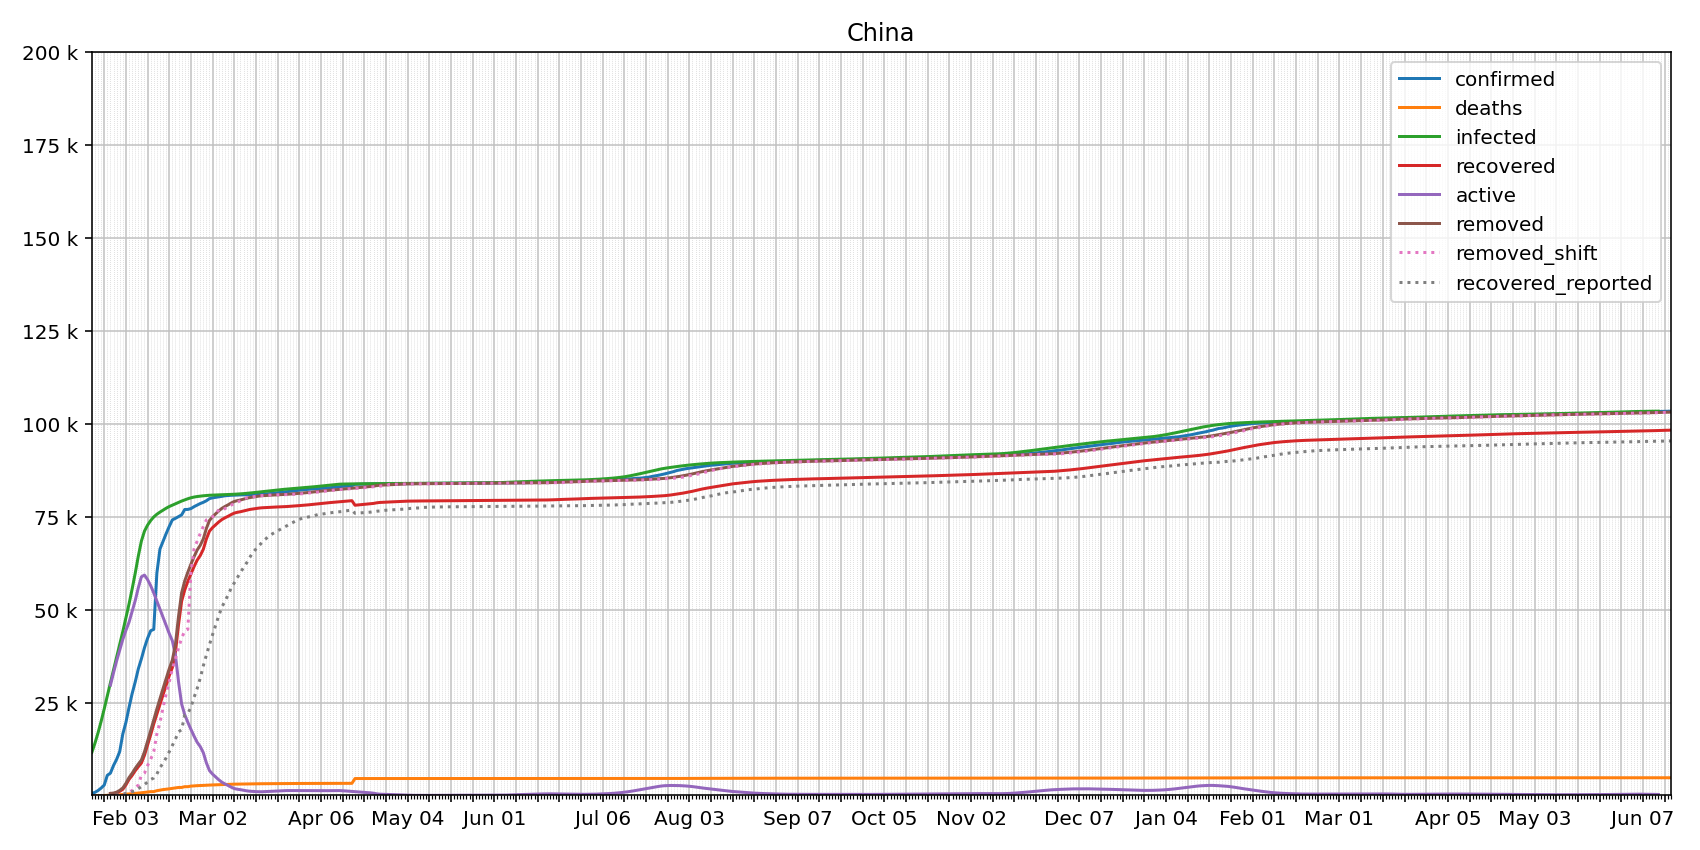 China
200 k
175 k
150 k
125 k
100 k
75 k
50 k
25 k
confirmed
deaths
infected
recovered
active
removed
removed_shift
recovered_reported
Feb 03 Mar 02 Apr 06 May 04 Jun 01 Jul 06 Aug 03 Sep 07 Oct 05 Nov 02 Dec 07 Jan 04 Feb 01 Mar 01 Apr 05 May 03 Jun 07